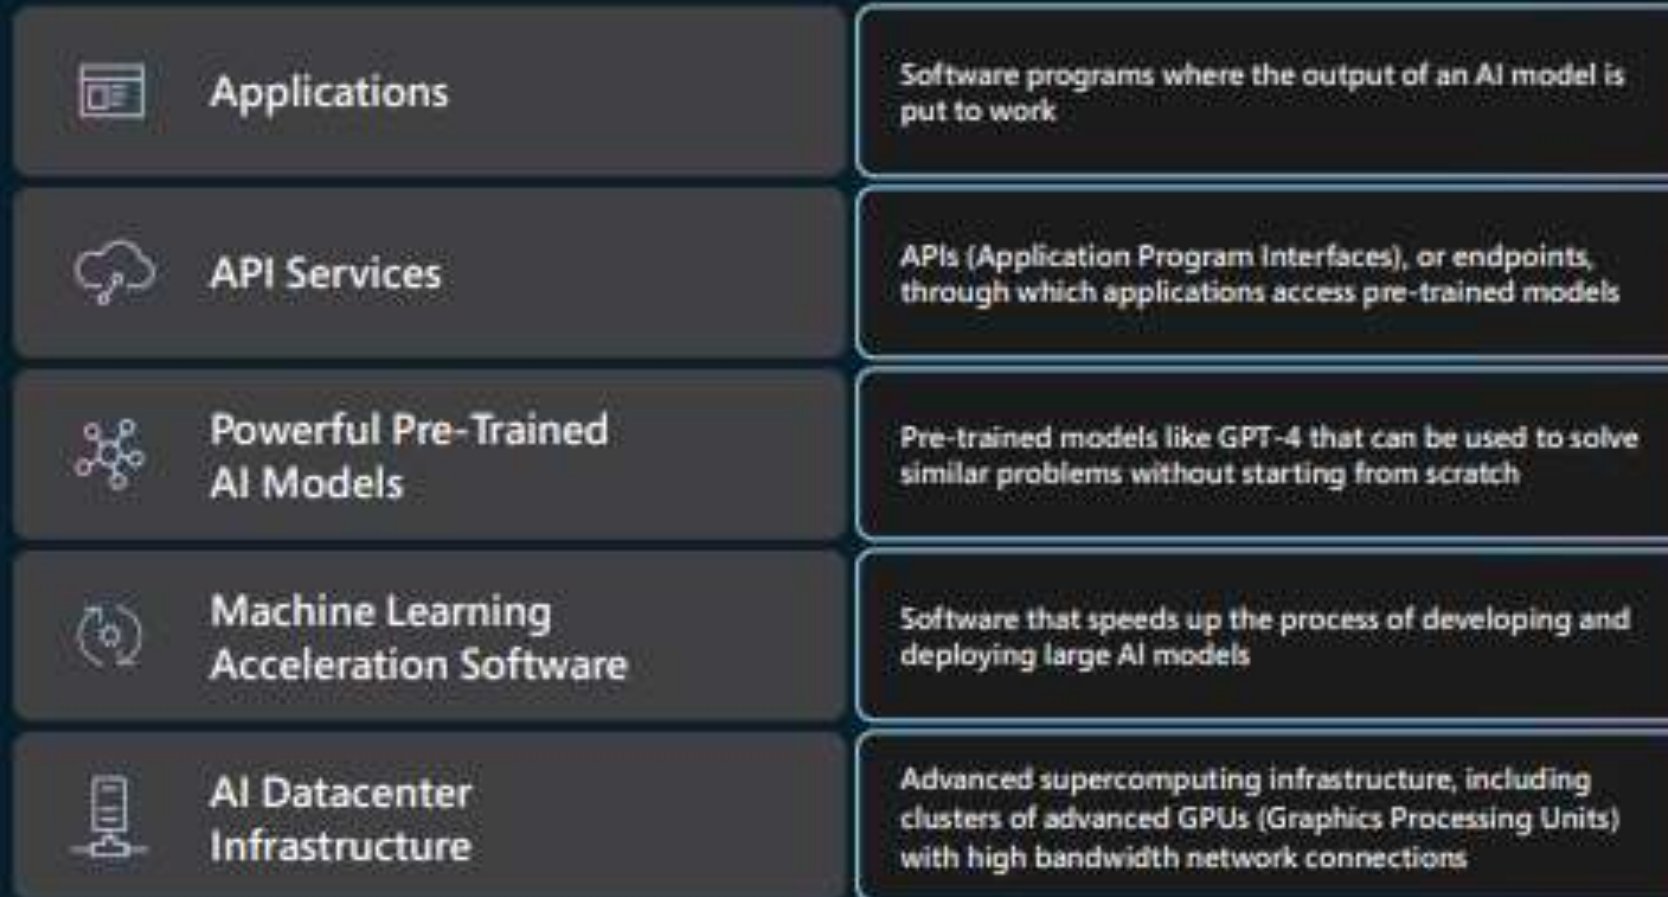 Applications
Software programs where the output of an AI model is
put to work
API Services
APIs (Application Program Interfaces), or endpoints,
through which applications access pre-trained models
Powerful Pre-Trained
AI Models
Pre-trained models like GPT-4 that can be used to solve
similar problems without starting from scratch
Machine Learning
Acceleration Software
Software that speeds up the process of developing and
deploying large AI models
AI Datacenter
Infrastructure
Advanced supercomputing infrastructure, including
clusters of advanced GPUs (Graphics Processing Units)
with high bandwidth network connections